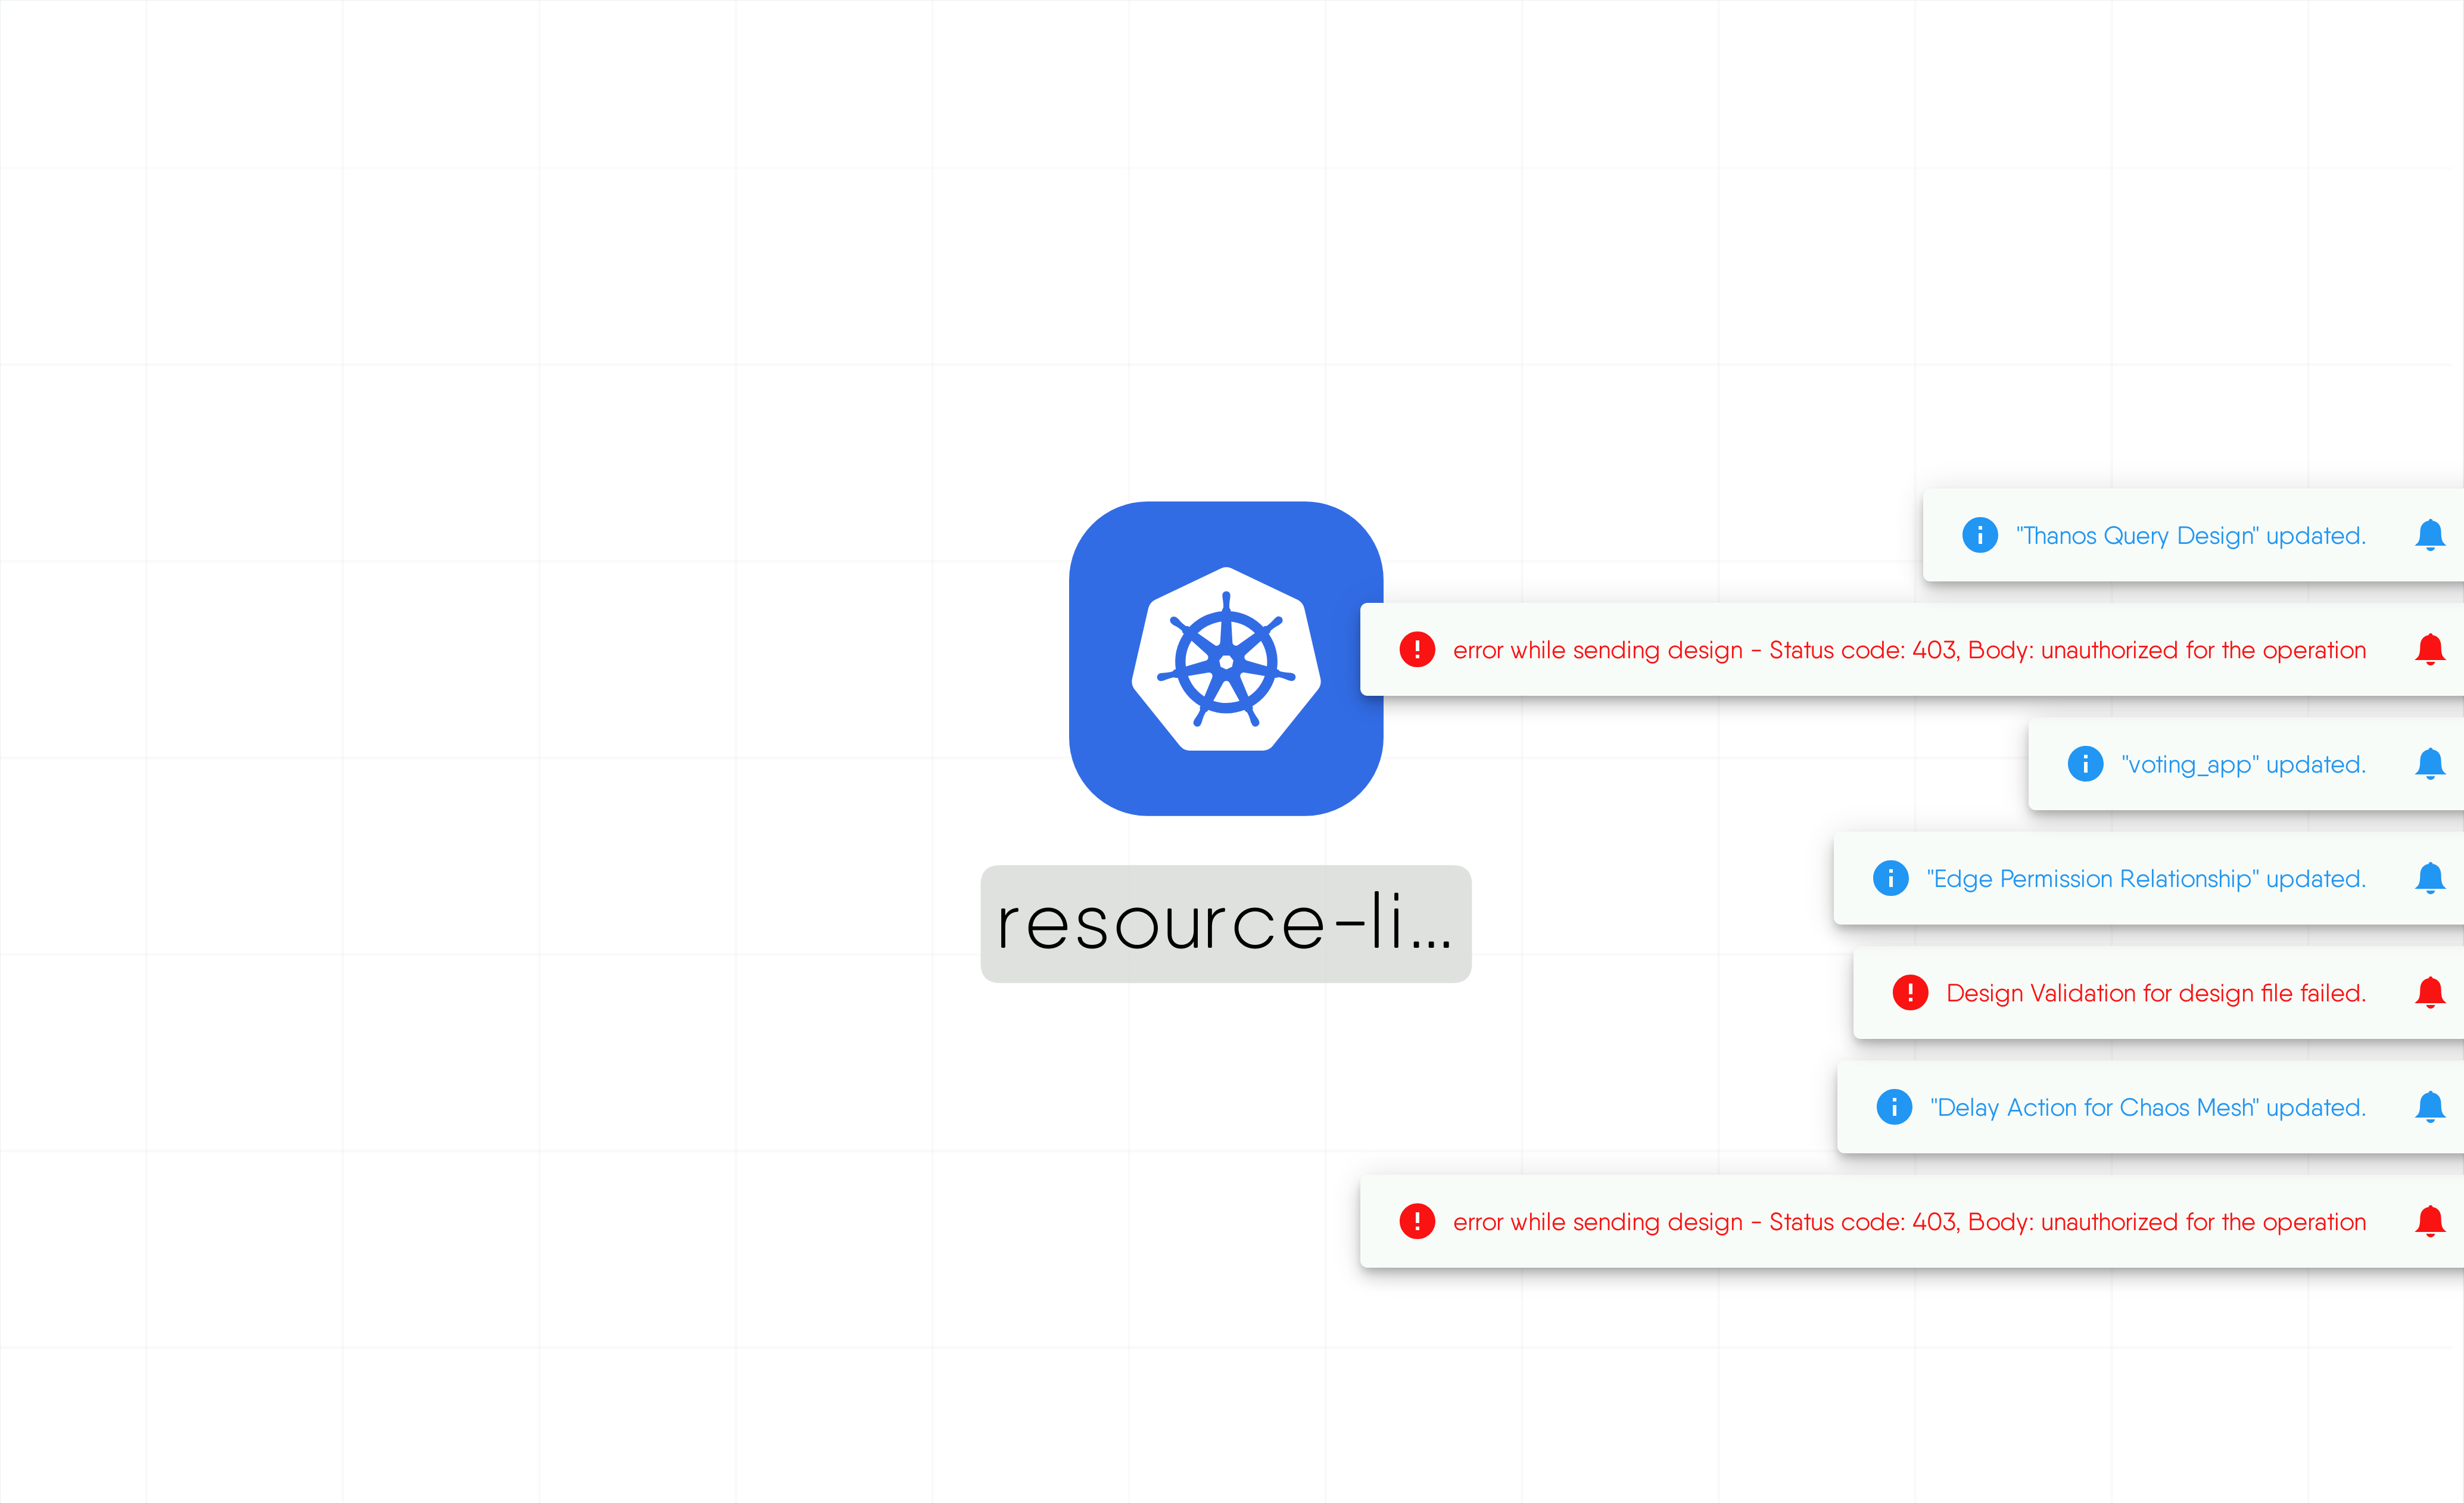 "Thanos Query Design" updated.
error while sending design - Status code: 403, Body: unauthorized for the operation
"voting_app" updated.
"Edge Permission Relationship" updated.
resource-li...
Design Validation for design file failed.
"Delay Action for Chaos Mesh" updated.
error while sending design - Status code: 403, Body: unauthorized for the operation